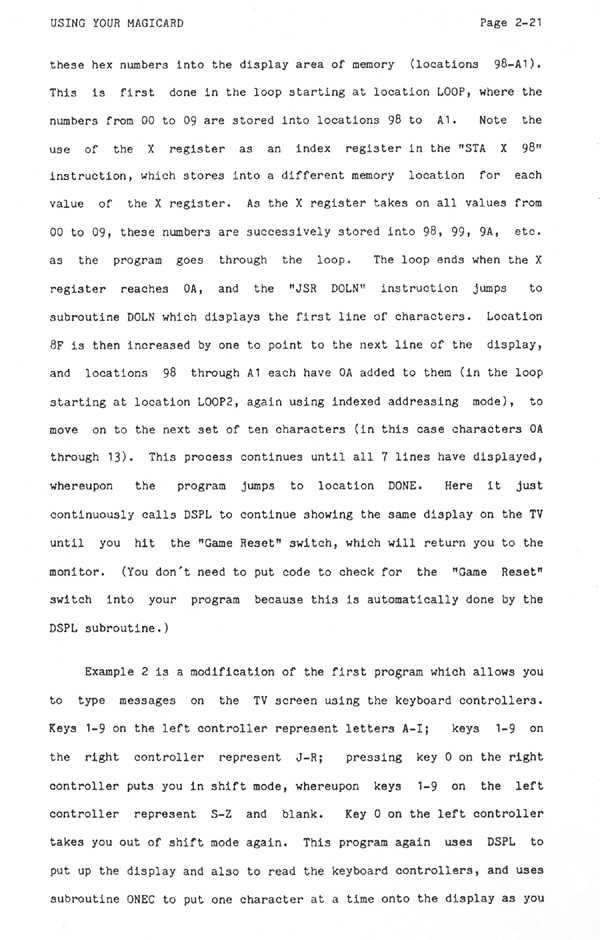 USING YOUR MAGICARD Page 2-21
these hex numbers into the display area of memory (locations 98-A1).
This is first done in the loop starting at location LOOP, where the
numbers from 00 to 09 are stored into locations 98 to A1. Note the
use of the X register as an index register in the "STA X 98"
instruction, which stores into a different memory location for each
value of the X register. As the X register takes on all values from
00 to 09, these numbers are successively stored into 98, 99, 9A, etc.
as the program goes through the loop. The loop ends when the X
register reaches 0A, and the "JSR DOLN" instruction jumps to
subroutine DOLN which displays the first line of characters. Location
8F is then increased by one to point to the next line of the display,
and locations 98 through A1 each have 0A added to them (in the loop
starting at location LOOP2, again using indexed addressing mode), to
move on to the next set of ten characters (in this case characters 0A
through 13). This process continues until all 7 lines have displayed,
whereupon the program jumps to location DONE. Here it just
continuously calls DSPL to continue showing the same display on the TV
until you hit the "Game Reset" switch, which will return you to the
monitor. (You don't need to put code to check for the "Game Reset"
switch into your program because this is automatically done by the
DSPL subroutine.)
Example 2 is a modification of the first program which allows you
to type messages on the TV screen using the keyboard controllers.
Keys 1-9 on the left controller represent letters A-I; keys 1-9 on
the right controller represent J-R; pressing key 0 on the right
controller puts you in shift mode, whereupon keys 1-9 on the left
controller represent S-Z and blank. Key 0 on the left controller
takes you out of shift mode again. This program again uses DSPL to
put up the display and also to read the keyboard controllers, and uses
subroutine ONEC to put one character at a time onto the display as you